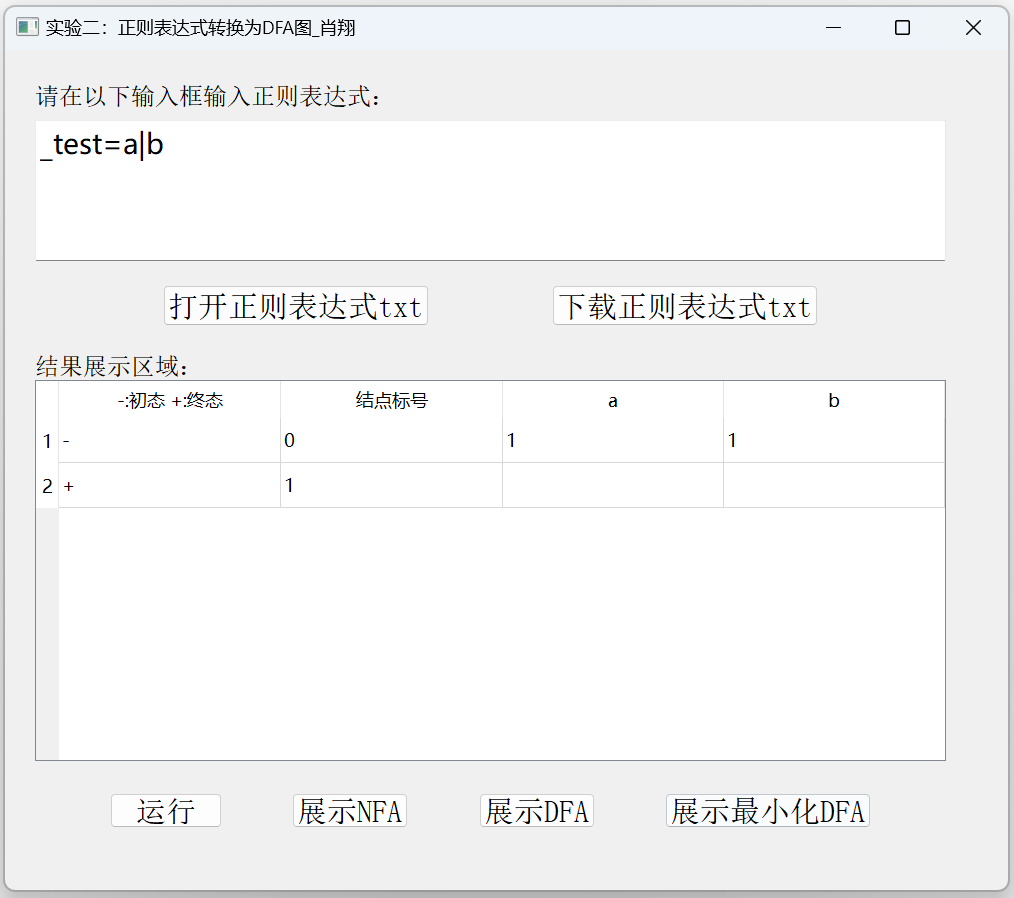 实验二：正则表达式转换为DFA图_肖翔
请在以下输入框输入正则表达式：
_test=a|b
打开正则表达式txt 下载正则表达式txt
结果展示区域：
-:初态 +:终态 结点标号 a b
1 - 0 1 1
2 + 1
运行 展示NFA 展示DFA 展示最小化DFA